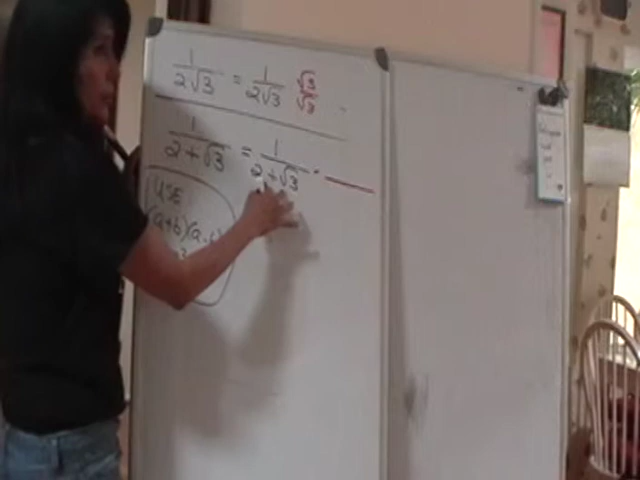 1/(2√3) = 1/(2√3) √3/√3
1/(2+√3) = 1/(2+√3) ·
USE
(a+b)(a-